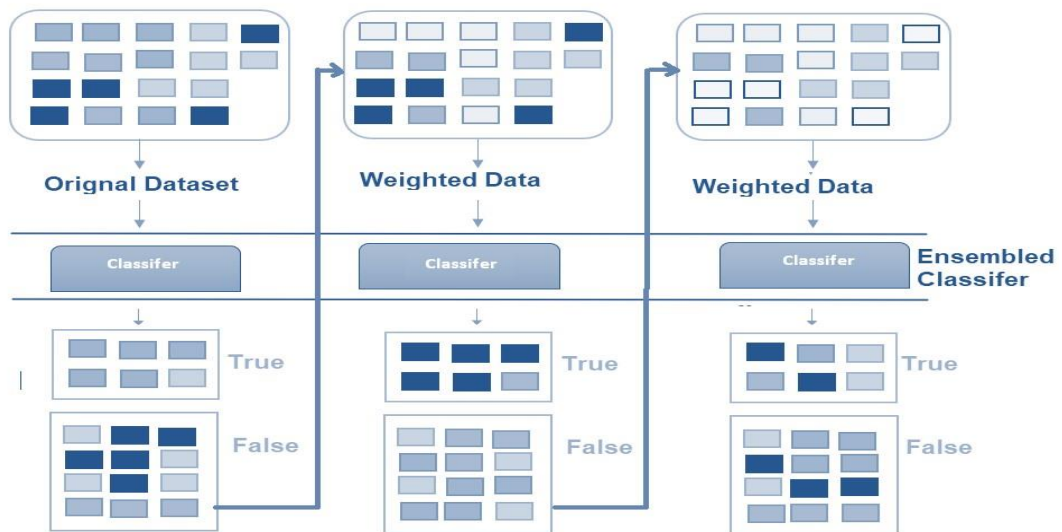 Orignal Dataset
Weighted Data
Weighted Data
Classifer
Classifer
Classifer
Ensembled
Classifer
True
True
True
False
False
False